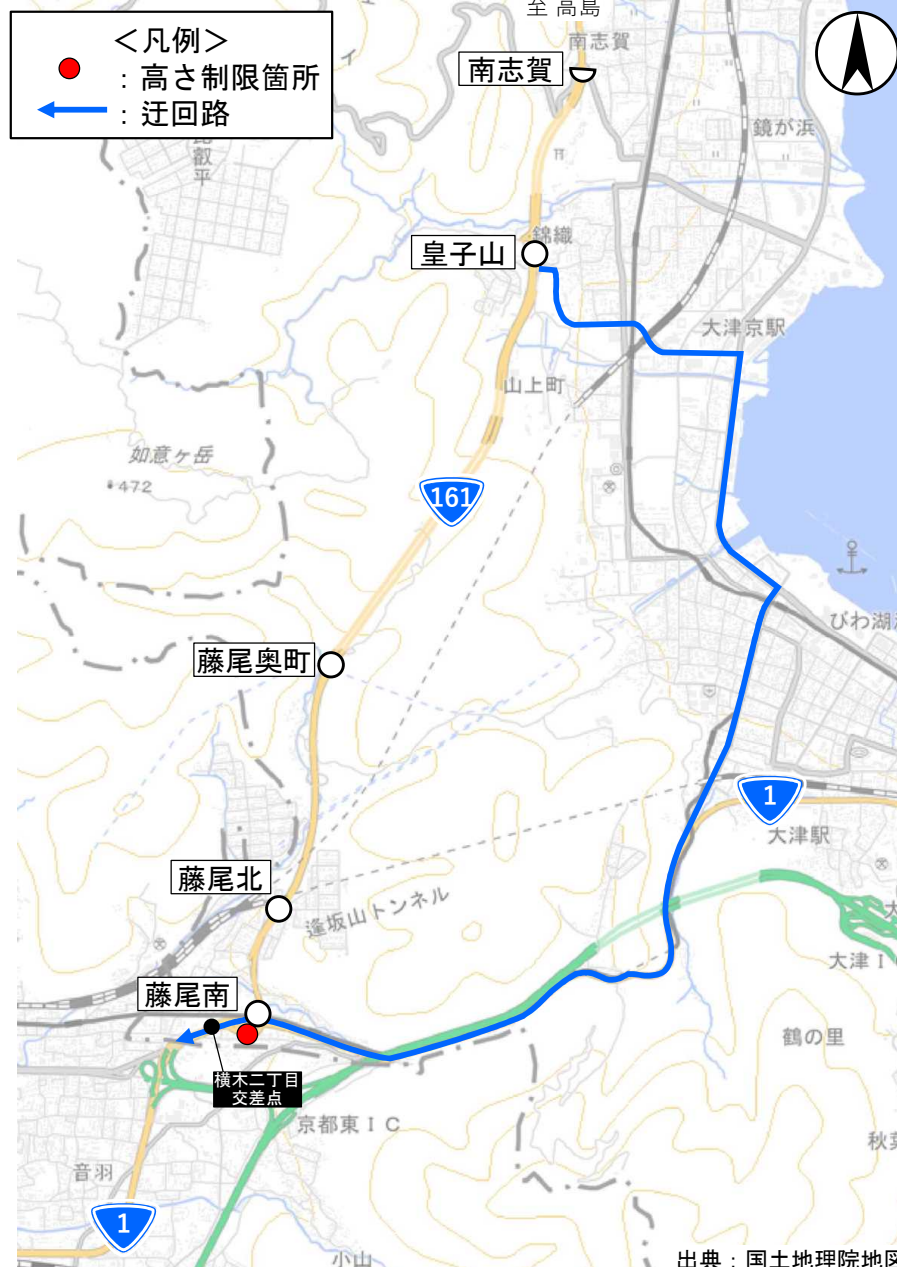 至 高島
＜凡例＞
：高さ制限箇所
：迂回路
南志賀
南志賀
鏡が浜
叡平
錦織
皇子山
大津京駅
山上町
如意ヶ岳
472
161
びわ湖
藤尾奥町
1
大津駅
藤尾北
逢坂山トンネル
大津Ｉ
藤尾南
鶴の里
横木二丁目
交差点
京都東ＩＣ
音羽
1
小山
出典：国土地理院地図